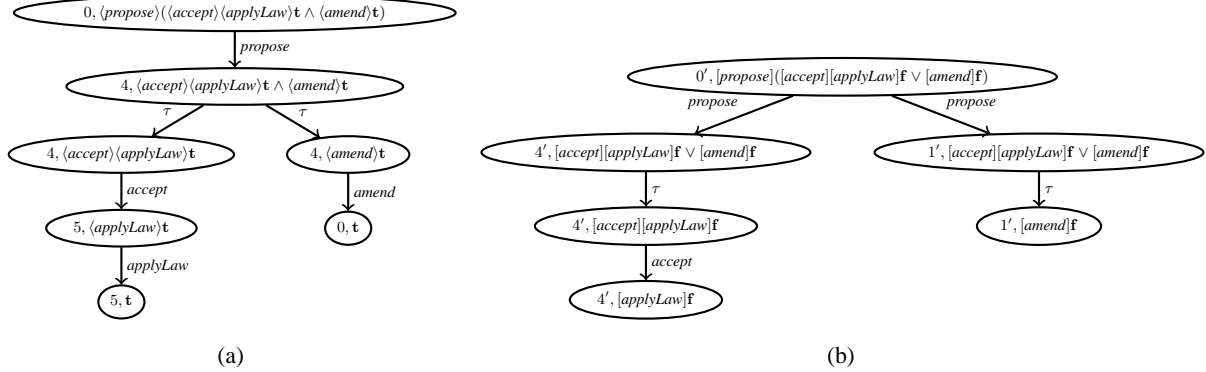 0, ⟨propose⟩(⟨accept⟩⟨applyLaw⟩t ∧ ⟨amend⟩t)
propose
4, ⟨accept⟩⟨applyLaw⟩t ∧ ⟨amend⟩t
τ τ
4, ⟨accept⟩⟨applyLaw⟩t
4, ⟨amend⟩t
accept
amend
5, ⟨applyLaw⟩t
0, t
applyLaw
5, t
(a)
0′, [propose]([accept][applyLaw]f ∨ [amend]f)
propose propose
4′, [accept][applyLaw]f ∨ [amend]f
1′, [accept][applyLaw]f ∨ [amend]f
τ τ
4′, [accept][applyLaw]f
1′, [amend]f
accept
4′, [applyLaw]f
(b)